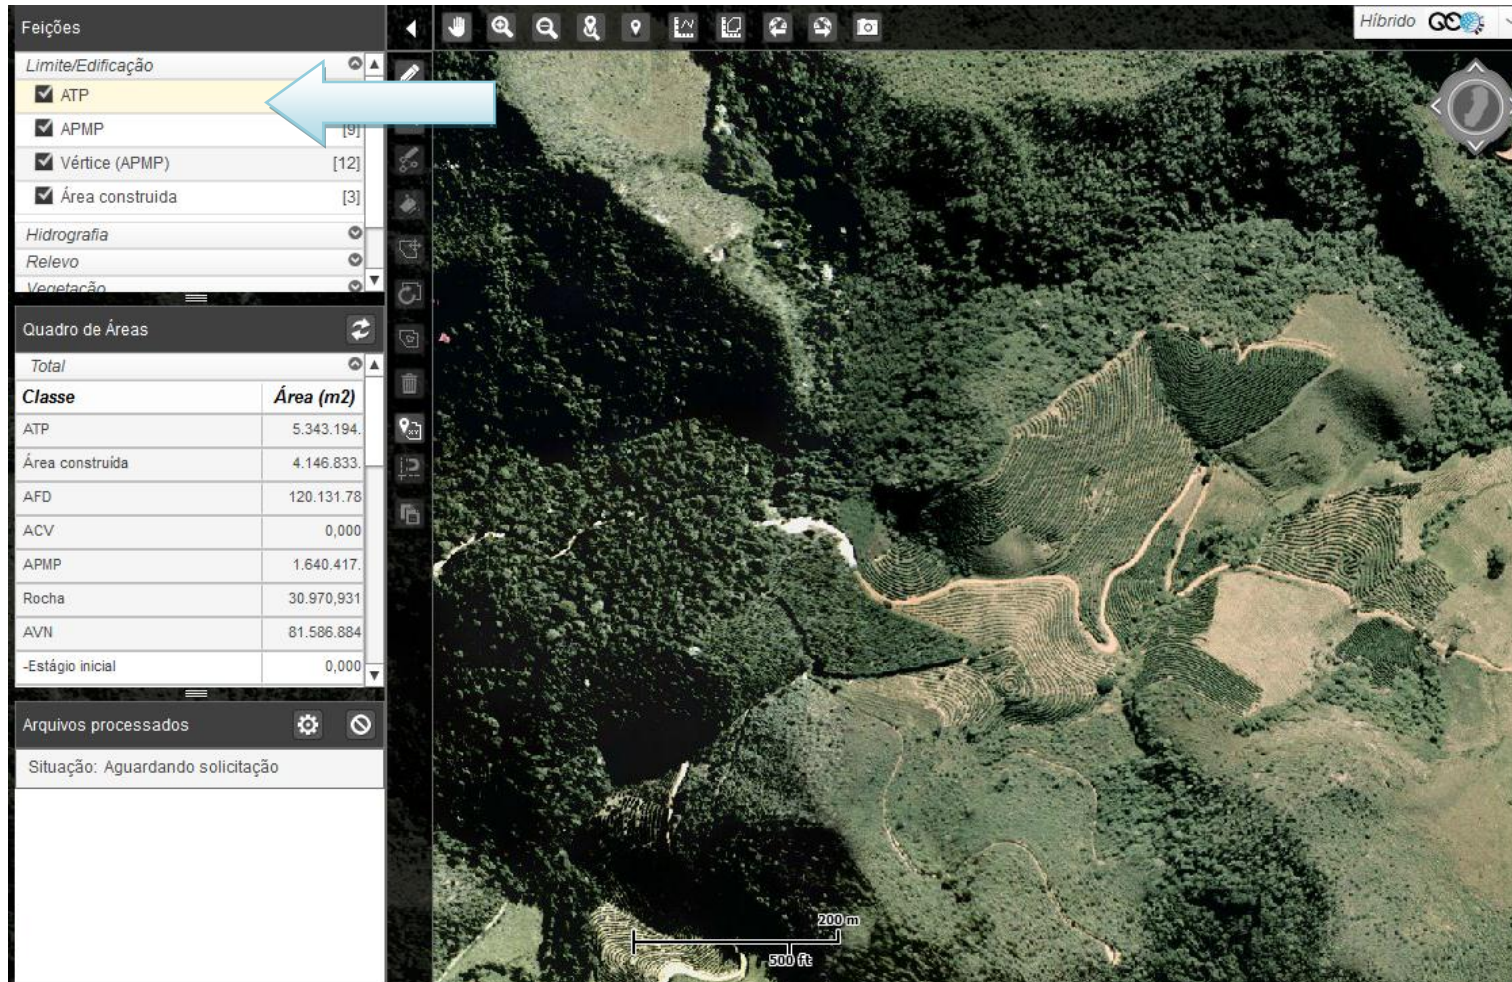 Feições
Híbrido
Limite/Edificação
ATP
APMP [9]
Vértice (APMP) [12]
Área construida [3]
Hidrografia
Relevo
Vegetação
Quadro de Áreas
Total
Classe Área (m2)
ATP 5.343.194.
Área construída 4.146.833.
AFD 120.131.78
ACV 0,000
APMP 1.640.417.
Rocha 30.970,931
AVN 81.586.884
-Estágio inicial 0,000
Arquivos processados
Situação: Aguardando solicitação
200 m
500 ft